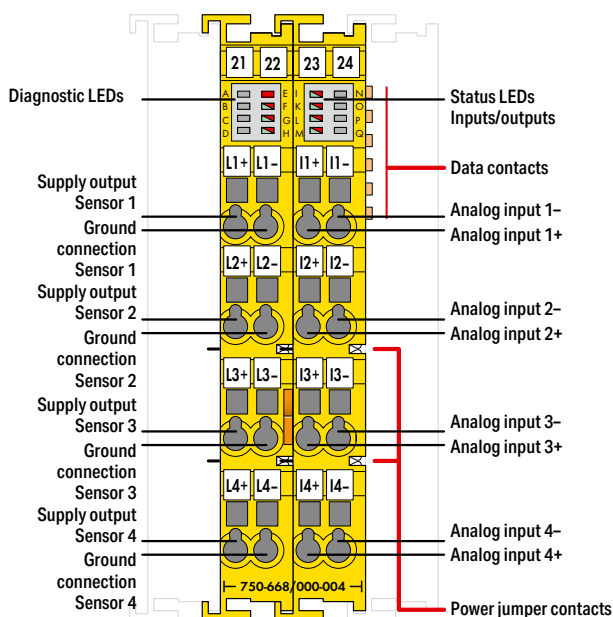 21 22 23 24
Diagnostic LEDs
A E I N
B F K O
C G L P
D H M Q
Status LEDs
Inputs/outputs
Data contacts
L1+ L1– I1+ I1–
Supply output
Sensor 1
Ground
connection
Sensor 1
Analog input 1–
Analog input 1+
L2+ L2– I2+ I2–
Supply output
Sensor 2
Ground
connection
Sensor 2
Analog input 2–
Analog input 2+
L3+ L3– I3+ I3–
Supply output
Sensor 3
Ground
connection
Sensor 3
Analog input 3–
Analog input 3+
L4+ L4– I4+ I4–
Supply output
Sensor 4
Ground
connection
Sensor 4
Analog input 4–
Analog input 4+
750-668/000-004
Power jumper contacts